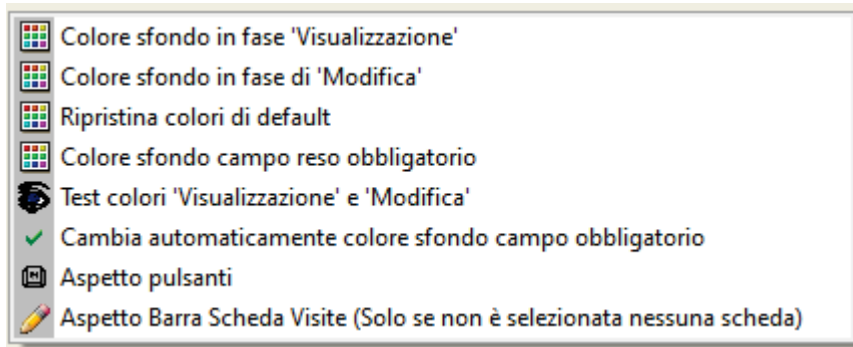 Colore sfondo in fase 'Visualizzazione'
Colore sfondo in fase di 'Modifica'
Ripristina colori di default
Colore sfondo campo reso obbligatorio
Test colori 'Visualizzazione' e 'Modifica'
Cambia automaticamente colore sfondo campo obbligatorio
Aspetto pulsanti
Aspetto Barra Scheda Visite (Solo se non è selezionata nessuna scheda)